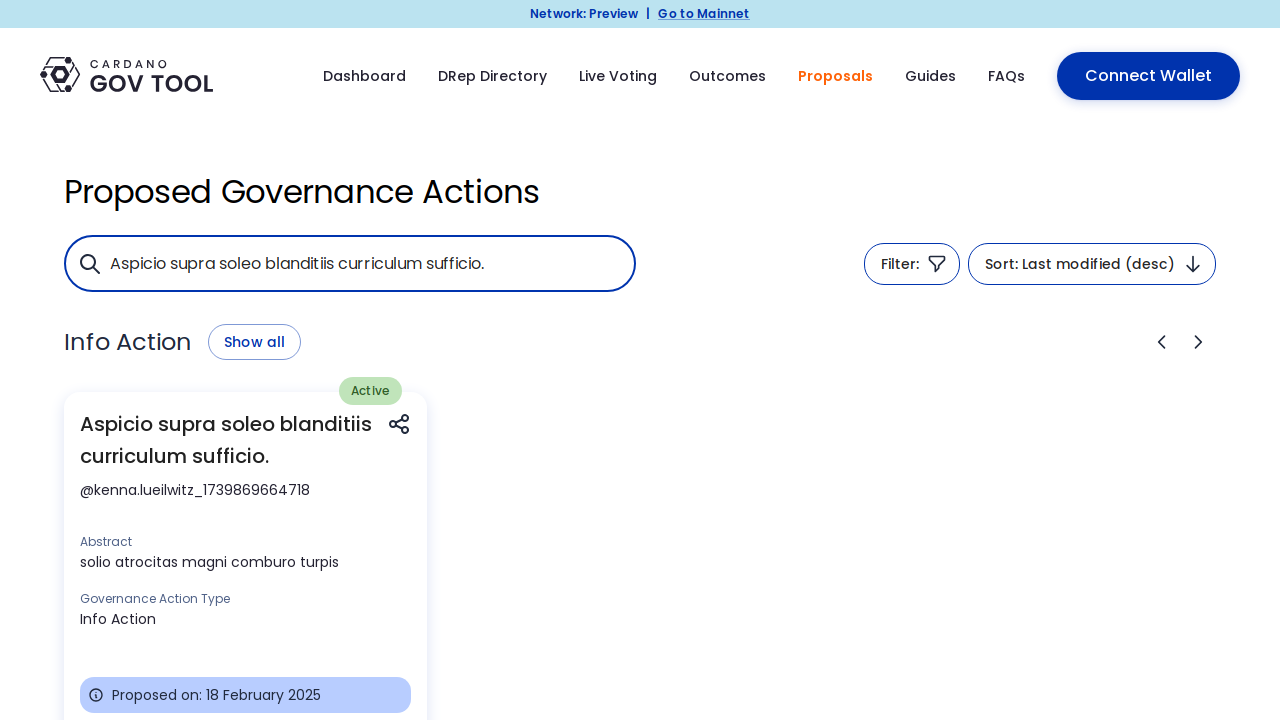 Network: Preview | Go to Mainnet
CARDANO
GOV TOOL
Dashboard
DRep Directory
Live Voting
Outcomes
Proposals
Guides
FAQs
Connect Wallet
Proposed Governance Actions
Aspicio supra soleo blanditiis curriculum sufficio.
Filter:
Sort: Last modified (desc)
Info Action
Show all
Active
Aspicio supra soleo blanditiis
curriculum sufficio.
@kenna.lueilwitz_1739869664718
Abstract
solio atrocitas magni comburo turpis
Governance Action Type
Info Action
Proposed on: 18 February 2025